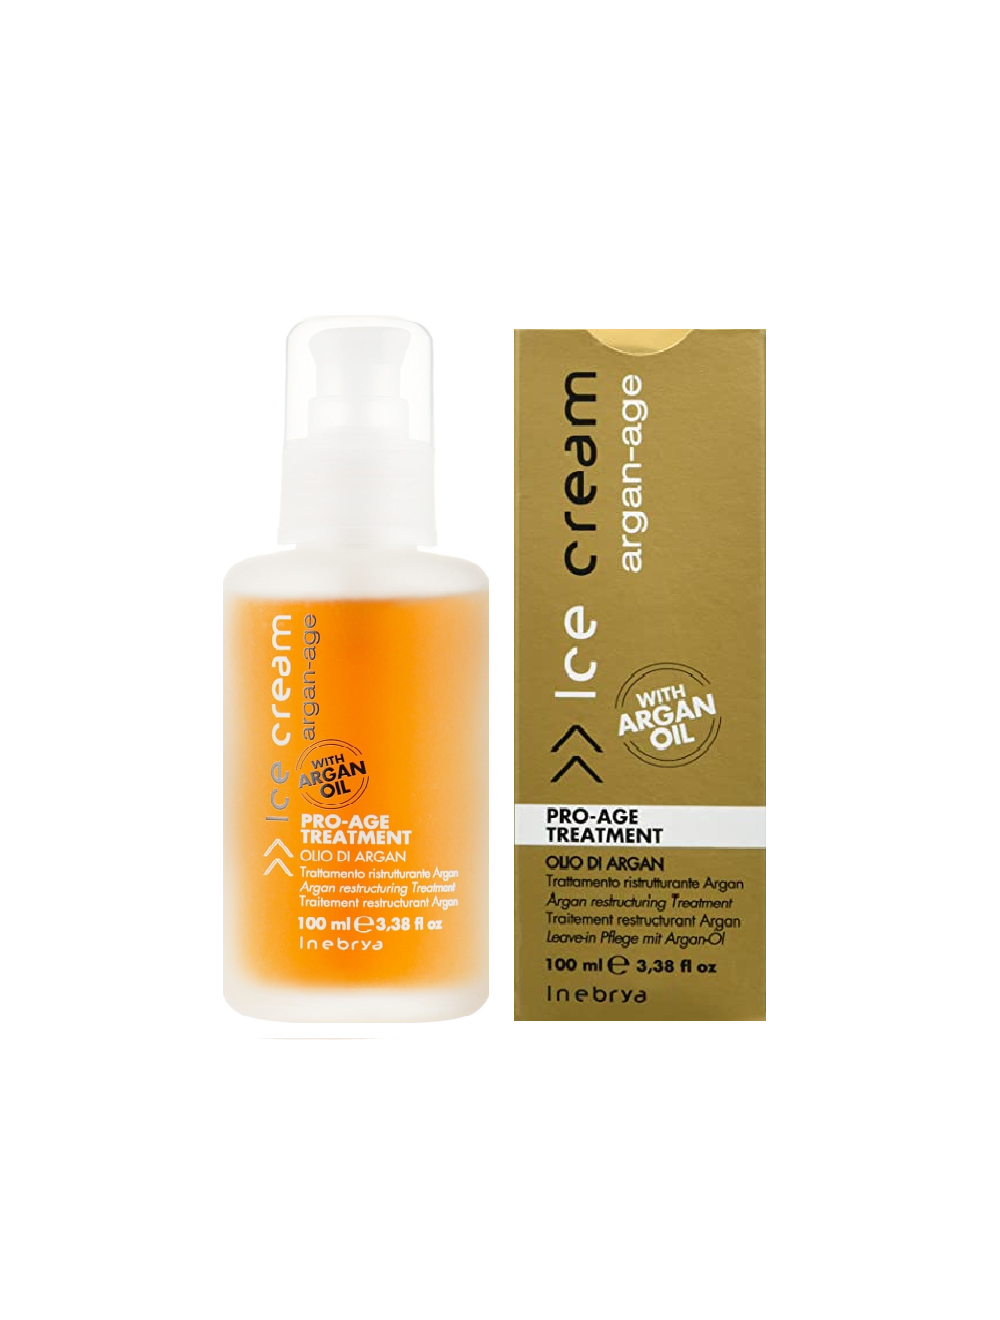 Ice cream
argan-age
WITH
ARGAN
OIL
PRO-AGE
TREATMENT
OLIO DI ARGAN
Trattamento ristrutturante Argan
Argan restructuring Treatment
Traitement restructurant Argan
100 ml e 3,38 fl oz
Inebrya
Ice cream
argan-age
WITH
ARGAN
OIL
PRO-AGE
TREATMENT
OLIO DI ARGAN
Trattamento ristrutturante Argan
Argan restructuring Treatment
Traitement restructurant Argan
Leave-in Pflege mit Argan-Öl
100 ml e 3,38 fl oz
Inebrya